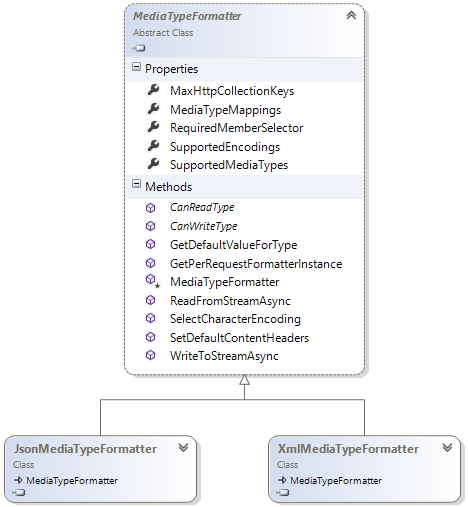 MediaTypeFormatter
Abstract Class
Properties
MaxHttpCollectionKeys
MediaTypeMappings
RequiredMemberSelector
SupportedEncodings
SupportedMediaTypes
Methods
CanReadType
CanWriteType
GetDefaultValueForType
GetPerRequestFormatterInstance
MediaTypeFormatter
ReadFromStreamAsync
SelectCharacterEncoding
SetDefaultContentHeaders
WriteToStreamAsync
JsonMediaTypeFormatter
Class
MediaTypeFormatter
XmlMediaTypeFormatter
Class
MediaTypeFormatter